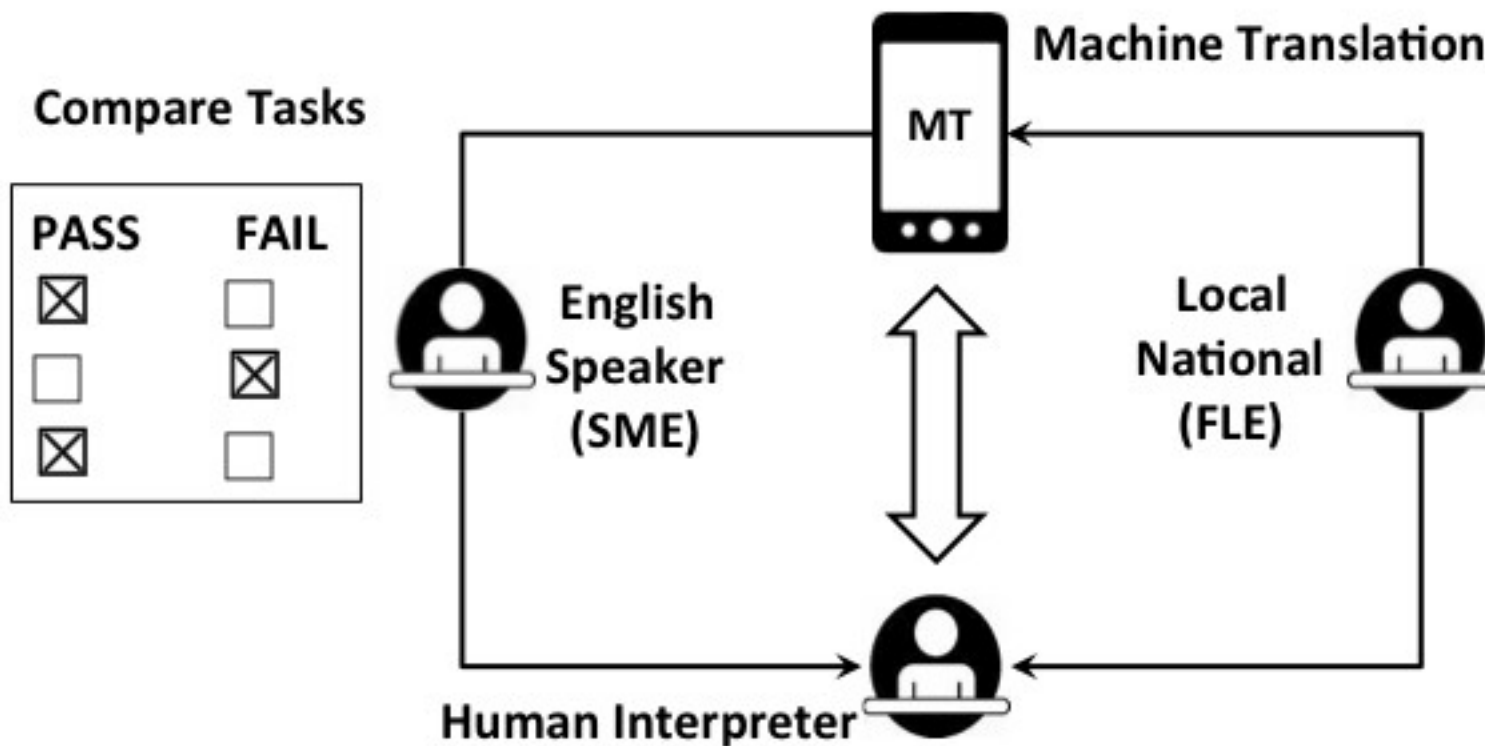 Machine Translation
Compare Tasks
MT
PASS FAIL
English
Speaker
(SME)
Local
National
(FLE)
Human Interpreter